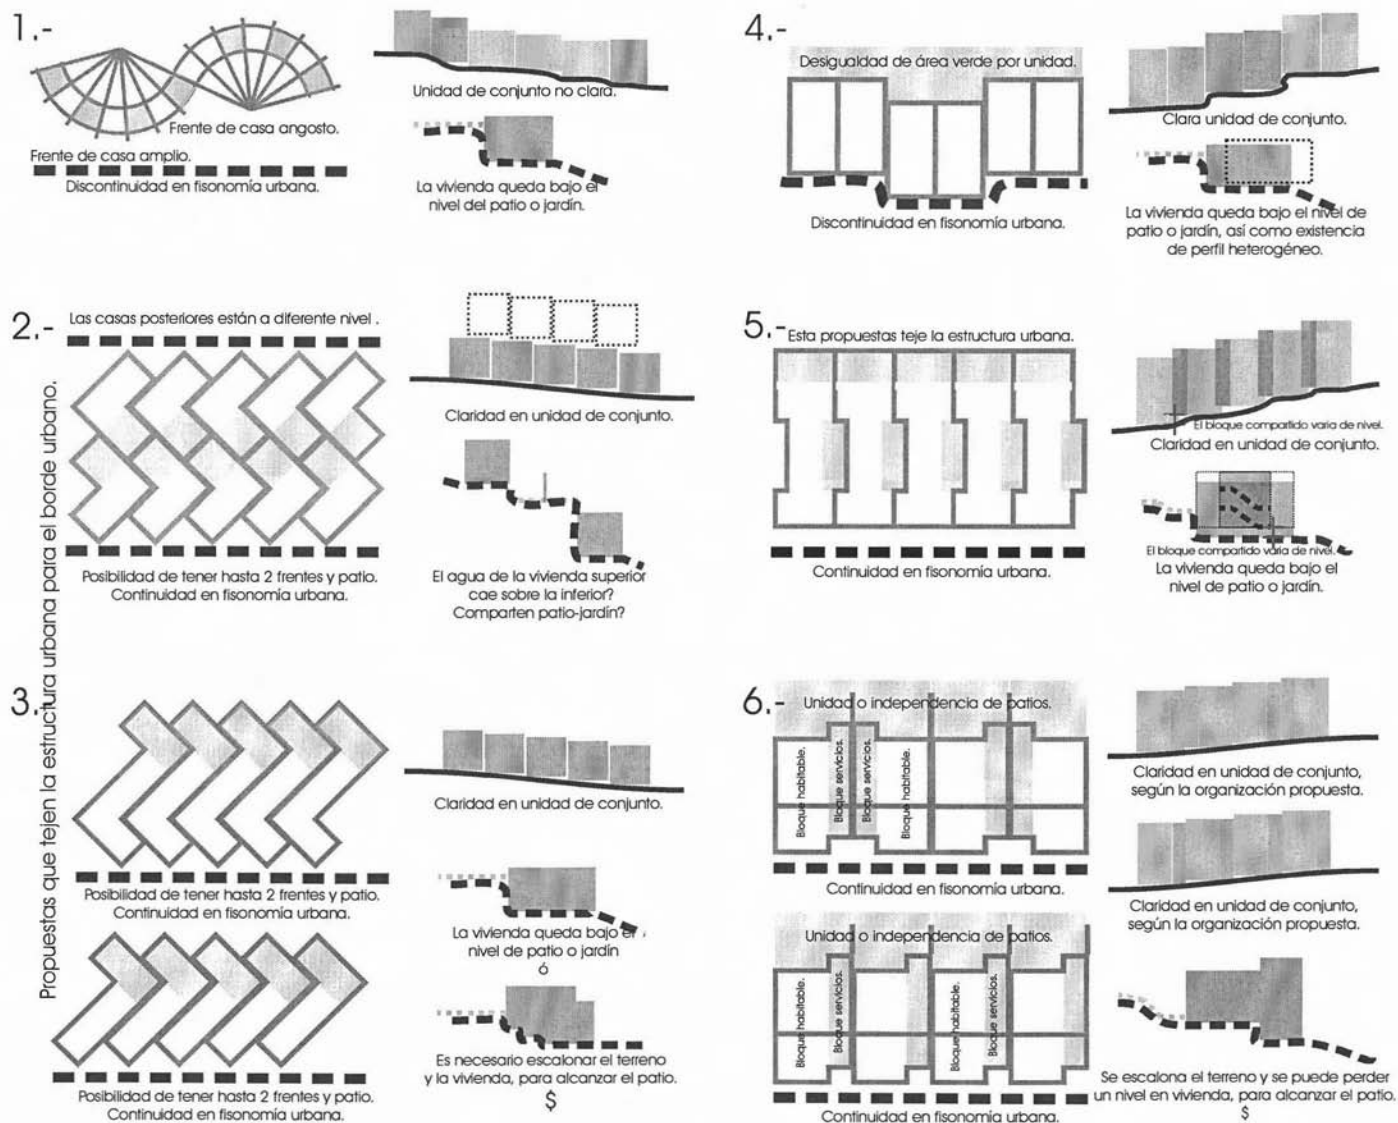 Propuestas que tejen la estructura urbana para el borde urbano.
1.-
Frente de casa angosto.
Frente de casa amplio.
Discontinuidad en fisonomía urbana.
Unidad de conjunto no clara.
La vivienda queda bajo el
nivel del patio o jardín.
2.-
Las casas posteriores están a diferente nivel .
Posibilidad de tener hasta 2 frentes y patio.
Continuidad en fisonomía urbana.
Claridad en unidad de conjunto.
El agua de la vivienda superior
cae sobre la inferior?
Comparten patio-jardín?
3.-
Posibilidad de tener hasta 2 frentes y patio.
Continuidad en fisonomía urbana.
Posibilidad de tener hasta 2 frentes y patio.
Continuidad en fisonomía urbana.
Claridad en unidad de conjunto.
La vivienda queda bajo el
nivel de patio o jardín
ó
Es necesario escalonar el terreno
y la vivienda, para alcanzar el patio.
$
4.-
Desigualdad de área verde por unidad.
Discontinuidad en fisonomía urbana.
Clara unidad de conjunto.
La vivienda queda bajo el nivel de
patio o jardín, así como existencia
de perfil heterogéneo.
5.-
Esta propuestas teje la estructura urbana.
Continuidad en fisonomía urbana.
El bloque compartido varia de nivel.
Claridad en unidad de conjunto.
El bloque compartido varia de nivel.
La vivienda queda bajo el
nivel de patio o jardín.
6.-
Unidad o independencia de patios.
Bloque habitable.
Bloque servicios.
Bloque servicios.
Bloque habitable.
Continuidad en fisonomía urbana.
Unidad o independencia de patios.
Bloque habitable.
Bloque servicios.
Bloque habitable.
Bloque servicios.
Continuidad en fisonomía urbana.
Claridad en unidad de conjunto,
según la organización propuesta.
Claridad en unidad de conjunto,
según la organización propuesta.
Se escalona el terreno y se puede perder
un nivel en vivienda, para alcanzar el patio.
$